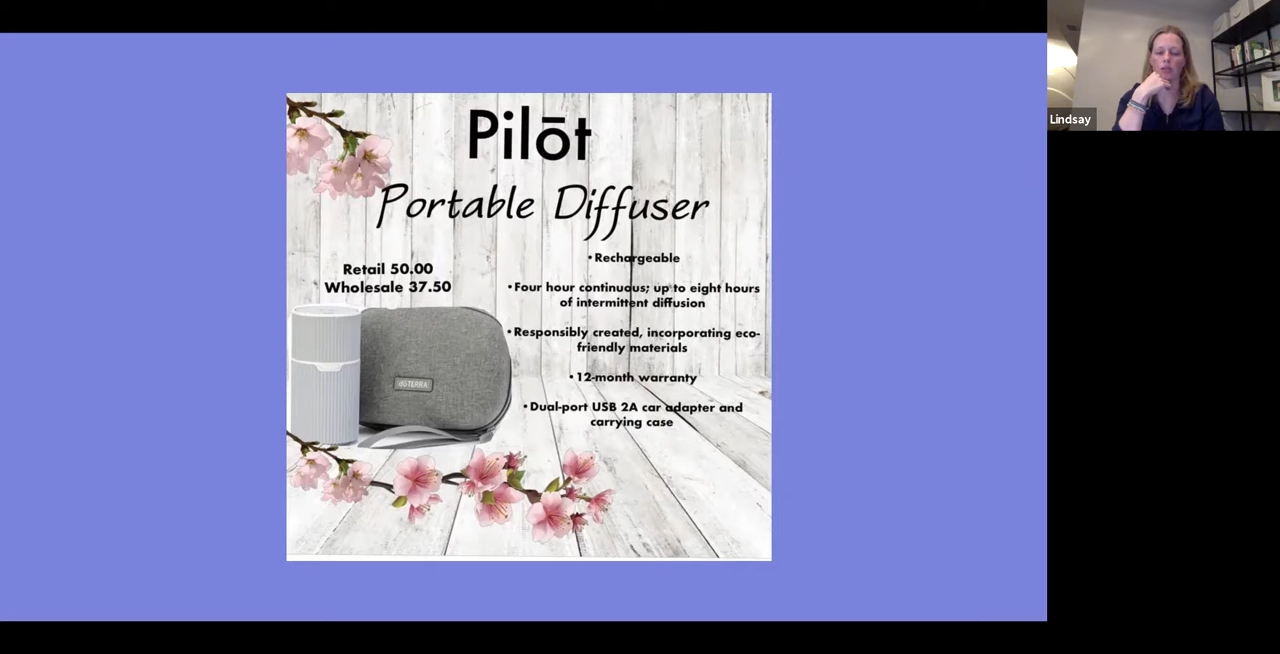 Pilōt
Portable Diffuser
Retail 50.00
Wholesale 37.50
•Rechargeable
•Four hour continuous; up to eight hours
of intermittent diffusion
•Responsibly created, incorporating eco-
friendly materials
•12-month warranty
•Dual-port USB 2A car adapter and
carrying case
dōTERRA
Lindsay